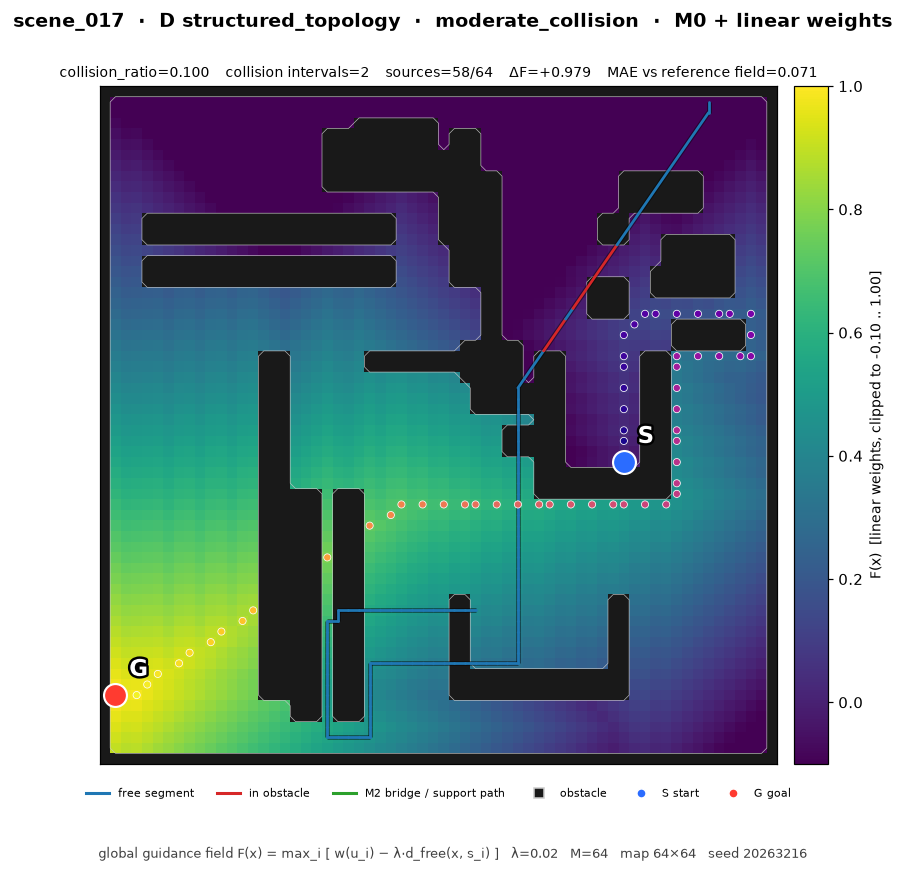 scene_017 · D structured_topology · moderate_collision · M0 + linear weights
collision_ratio=0.100 collision intervals=2 sources=58/64 ΔF=+0.979 MAE vs reference field=0.071
1.0
0.8
0.6
0.4
0.2
0.0
F(x) [linear weights, clipped to -0.10 .. 1.00]
S
G
free segment in obstacle M2 bridge / support path obstacle S start G goal
global guidance field F(x) = max_i [ w(u_i) − λ·d_free(x, s_i) ] λ=0.02 M=64 map 64×64 seed 20263216